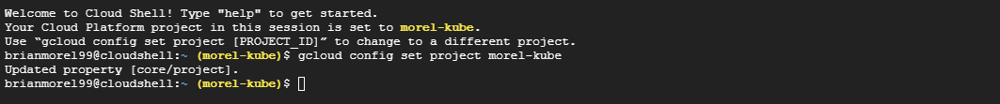 Welcome to Cloud Shell! Type "help" to get started.
Your Cloud Platform project in this session is set to morel-kube.
Use “gcloud config set project [PROJECT_ID]” to change to a different project.
brianmorel99@cloudshell:~ (morel-kube)$ gcloud config set project morel-kube
Updated property [core/project].
brianmorel99@cloudshell:~ (morel-kube)$